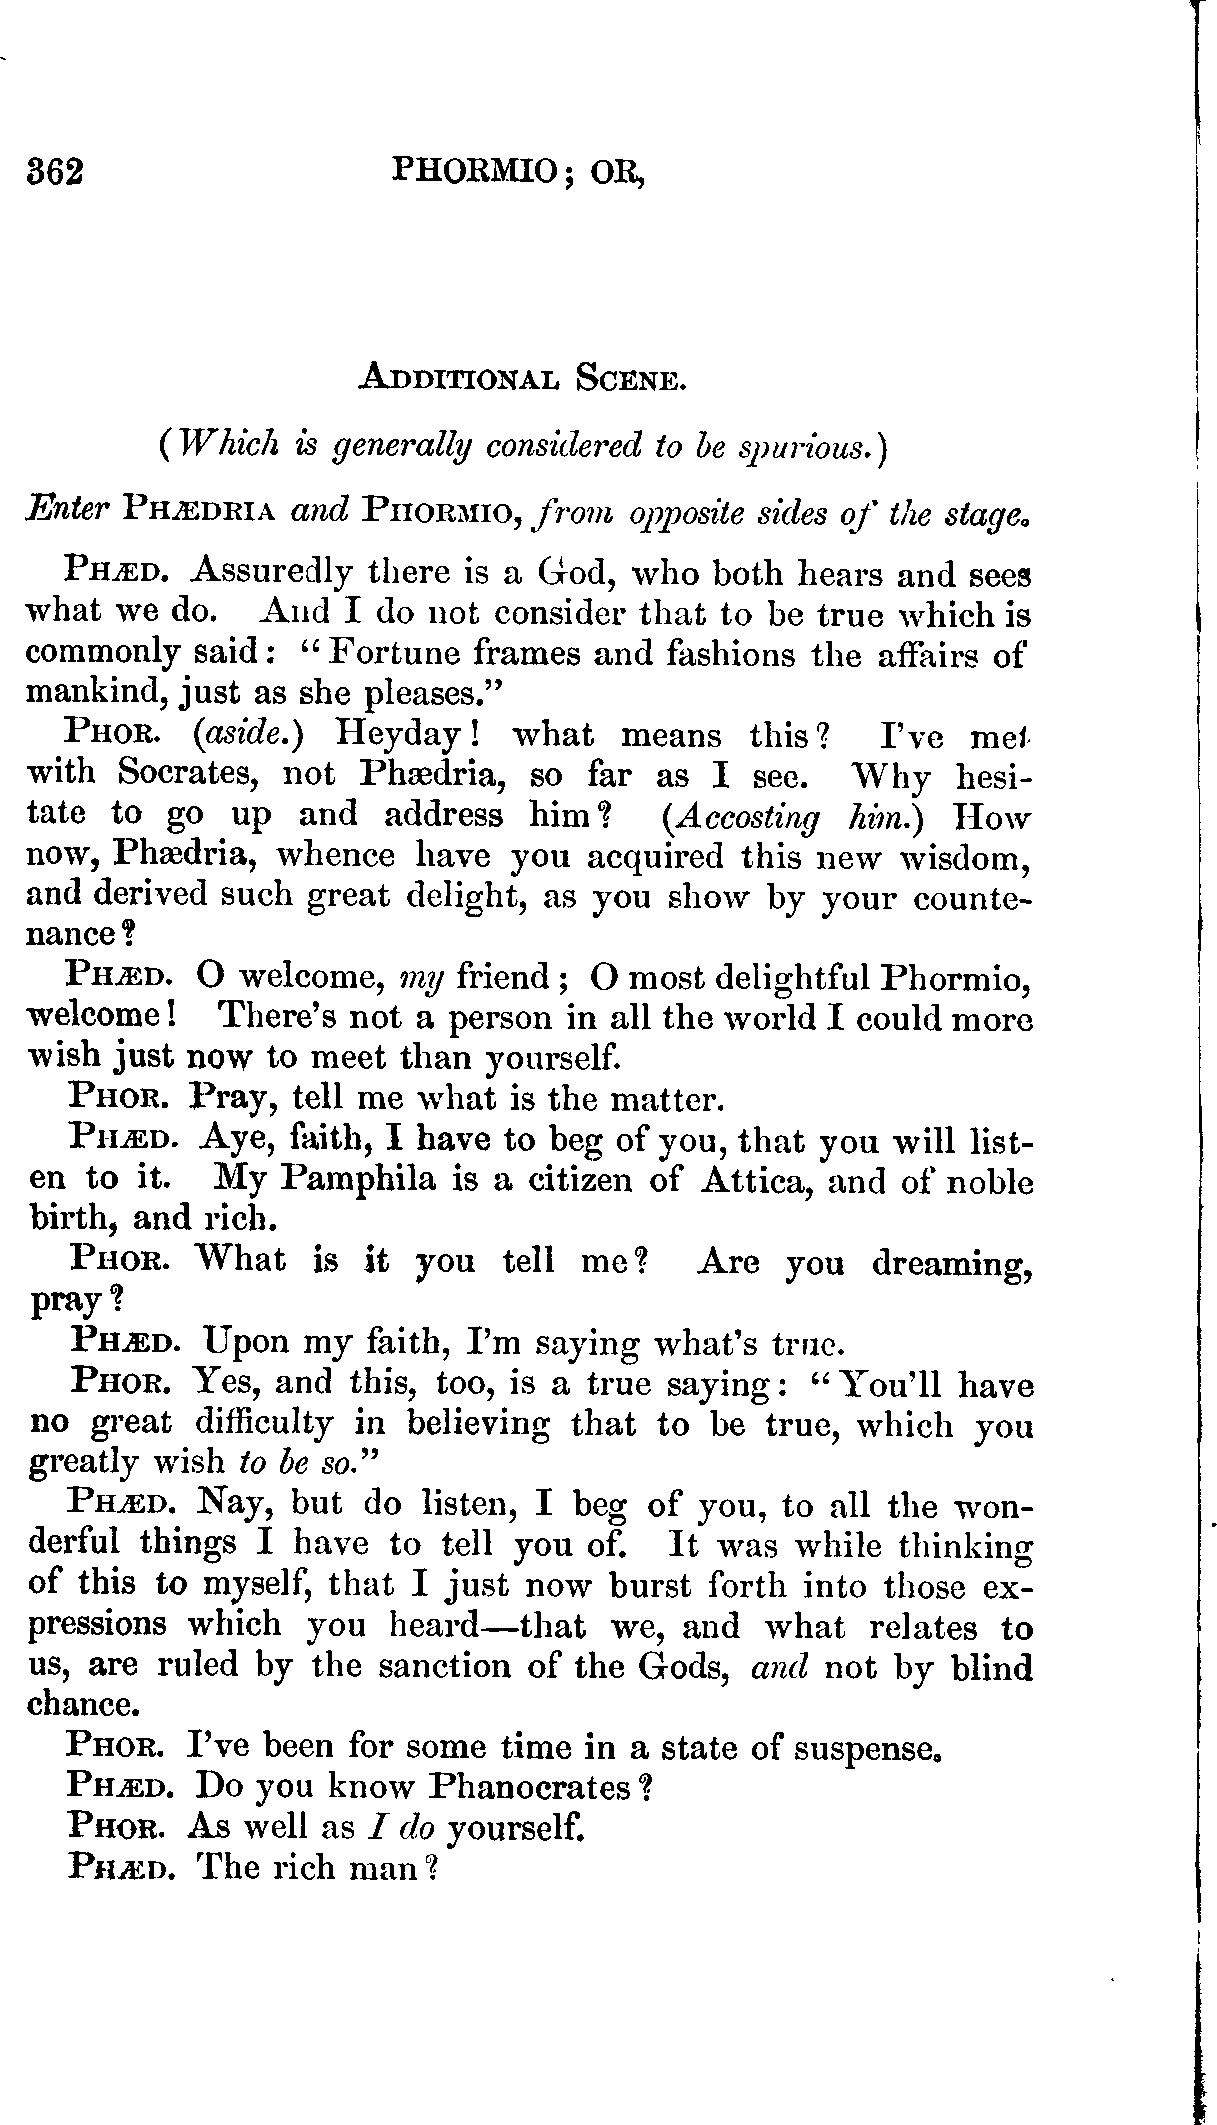 362 PHORMIO; OR,
ADDITIONAL SCENE.
(Which is generally considered to be spurious.)
Enter PHÆDRIA and PHORMIO, from opposite sides of the stage.
PHÆD. Assuredly there is a God, who both hears and sees
what we do. And I do not consider that to be true which is
commonly said: “Fortune frames and fashions the affairs of
mankind, just as she pleases.”
PHOR. (aside.) Heyday! what means this? I’ve met
with Socrates, not Phædria, so far as I see. Why hesi-
tate to go up and address him? (Accosting him.) How
now, Phædria, whence have you acquired this new wisdom,
and derived such great delight, as you show by your counte-
nance?
PHÆD. O welcome, my friend; O most delightful Phormio,
welcome! There’s not a person in all the world I could more
wish just now to meet than yourself.
PHOR. Pray, tell me what is the matter.
PHÆD. Aye, faith, I have to beg of you, that you will list-
en to it. My Pamphila is a citizen of Attica, and of noble
birth, and rich.
PHOR. What is it you tell me? Are you dreaming,
pray?
PHÆD. Upon my faith, I’m saying what’s true.
PHOR. Yes, and this, too, is a true saying: “You’ll have
no great difficulty in believing that to be true, which you
greatly wish to be so.”
PHÆD. Nay, but do listen, I beg of you, to all the won-
derful things I have to tell you of. It was while thinking
of this to myself, that I just now burst forth into those ex-
pressions which you heard—that we, and what relates to
us, are ruled by the sanction of the Gods, and not by blind
chance.
PHOR. I’ve been for some time in a state of suspense.
PHÆD. Do you know Phanocrates?
PHOR. As well as I do yourself.
PHÆD. The rich man?